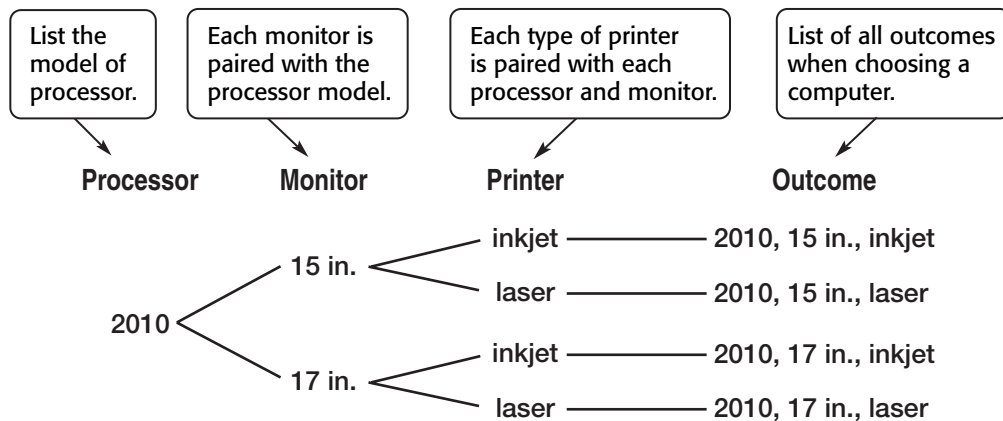 List the
model of
processor.
Each monitor is
paired with the
processor model.
Each type of printer
is paired with each
processor and monitor.
List of all outcomes
when choosing a
computer.
Processor Monitor Printer Outcome
inkjet 2010, 15 in., inkjet
15 in.
laser 2010, 15 in., laser
2010
inkjet 2010, 17 in., inkjet
17 in.
laser 2010, 17 in., laser